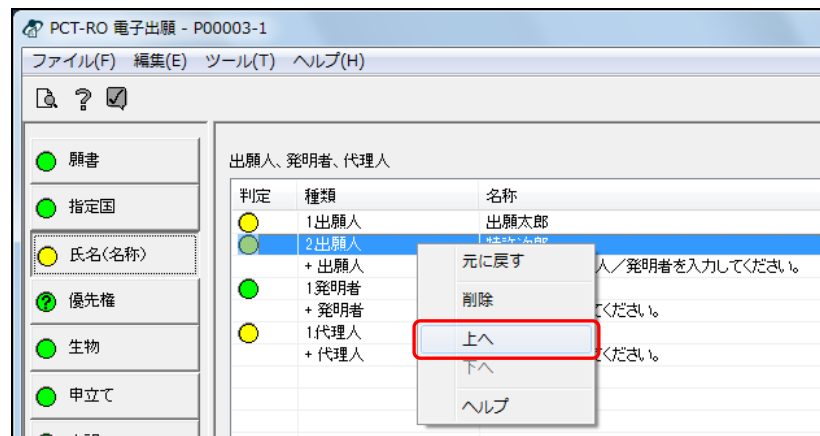 PCT-RO 電子出願 - P00003-1
ファイル(F) 編集(E) ツール(T) ヘルプ(H)
願書
指定国
氏名(名称)
優先権
生物
申立て
出願人、発明者、代理人
判定 種類 名称
1出願人 出願太郎
2出願人 特許次郎
+ 出願人 人/発明者を入力してください。
1発明者
+ 発明者 てください。
1代理人
+ 代理人 てください。
元に戻す
削除
上へ
下へ
ヘルプ